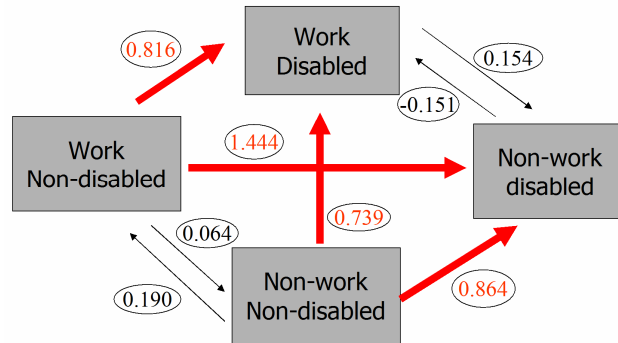 0.816
Work
Disabled
0.154
-0.151
Work
Non-disabled
1.444
Non-work
disabled
0.064
0.739
0.190
Non-work
Non-disabled
0.864